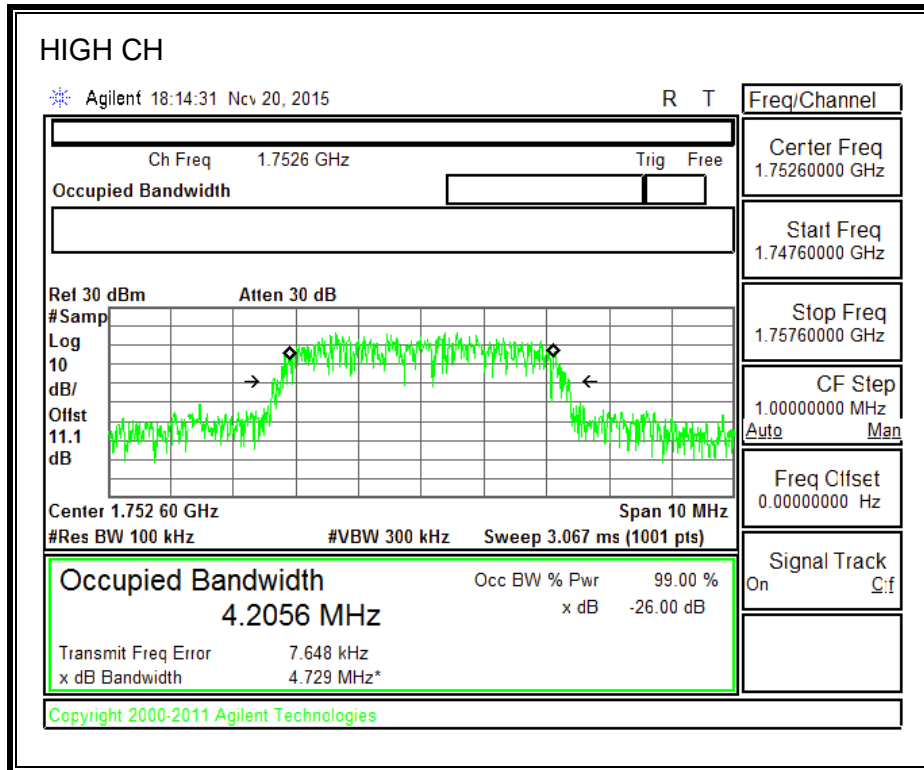 HIGH CH
Agilent 18:14:31 Nov 20, 2015 R T
Freq/Channel
Ch Freq 1.7526 GHz Trig Free
Occupied Bandwidth
Center Freq
1.75260000 GHz
Start Freq
1.74760000 GHz
Stop Freq
1.75760000 GHz
CF Step
1.00000000 MHz
Auto Man
Freq Offset
0.00000000 Hz
Signal Track
On Off
Ref 30 dBm Atten 30 dB
#Samp
Log
10
dB/
Offst
11.1
dB
Center 1.752 60 GHz Span 10 MHz
#Res BW 100 kHz #VBW 300 kHz Sweep 3.067 ms (1001 pts)
Occupied Bandwidth
4.2056 MHz
Occ BW % Pwr 99.00 %
x dB -26.00 dB
Transmit Freq Error 7.648 kHz
x dB Bandwidth 4.729 MHz*
Copyright 2000-2011 Agilent Technologies